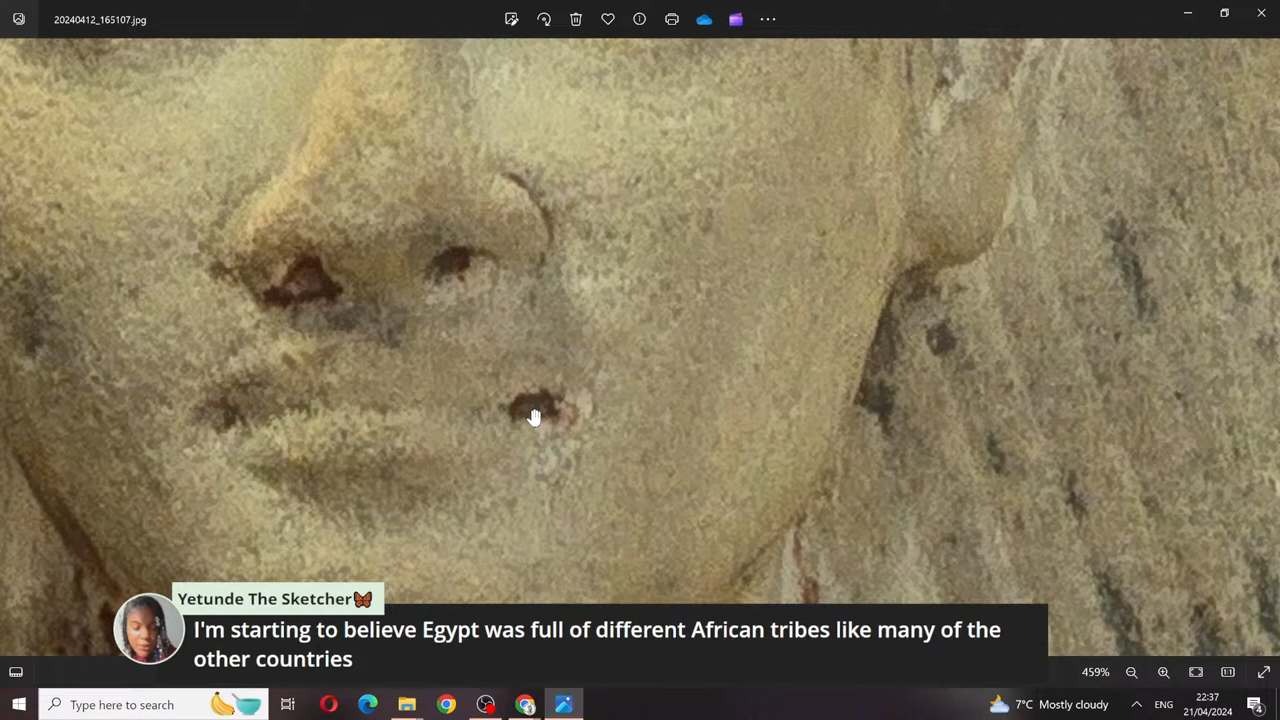 20240412_165107.jpg
Yetunde The Sketcher🦋
I'm starting to believe Egypt was full of different African tribes like many of the
other countries
459%
Type here to search
7°C Mostly cloudy
ENG
22:37
21/04/2024
4